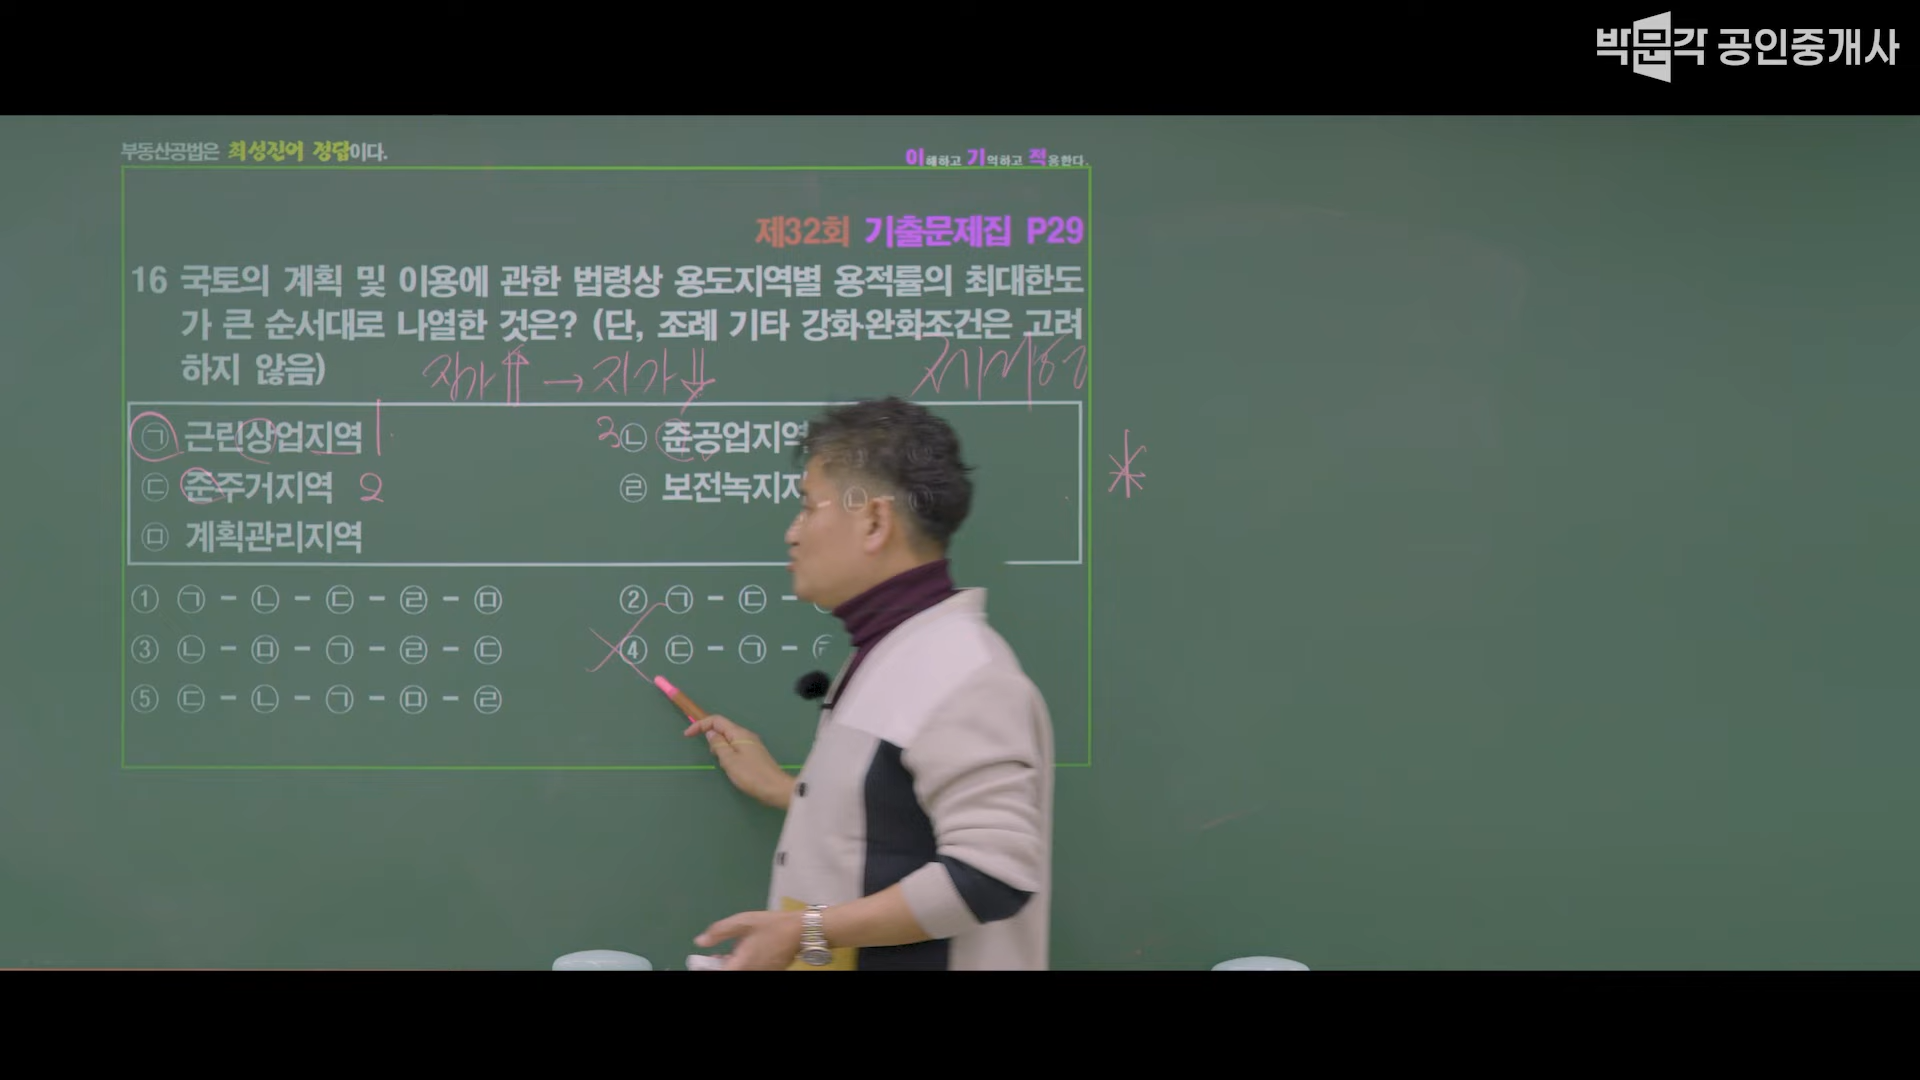 박문각 공인중개사
부동산공법은 최성진이 정답이다.
이해하고 기억하고 적응한다.
제32회 기출문제집 P29
16 국토의 계획 및 이용에 관한 법령상 용도지역별 용적률의 최대한도
가 큰 순서대로 나열한 것은? (단, 조례 기타 강화·완화조건은 고려
하지 않음)
→ 지가
㉠ 근린상업지역 1
3 ㉡ 준공업지역
㉢ 준주거지역 2
㉣ 보전녹지지
㉤ 계획관리지역
① ㉠ - ㉡ - ㉢ - ㉣ - ㉤
② ㉠ - ㉢ -
③ ㉡ - ㉤ - ㉠ - ㉣ - ㉢
④ ㉢ - ㉠ -
⑤ ㉢ - ㉡ - ㉠ - ㉤ - ㉣